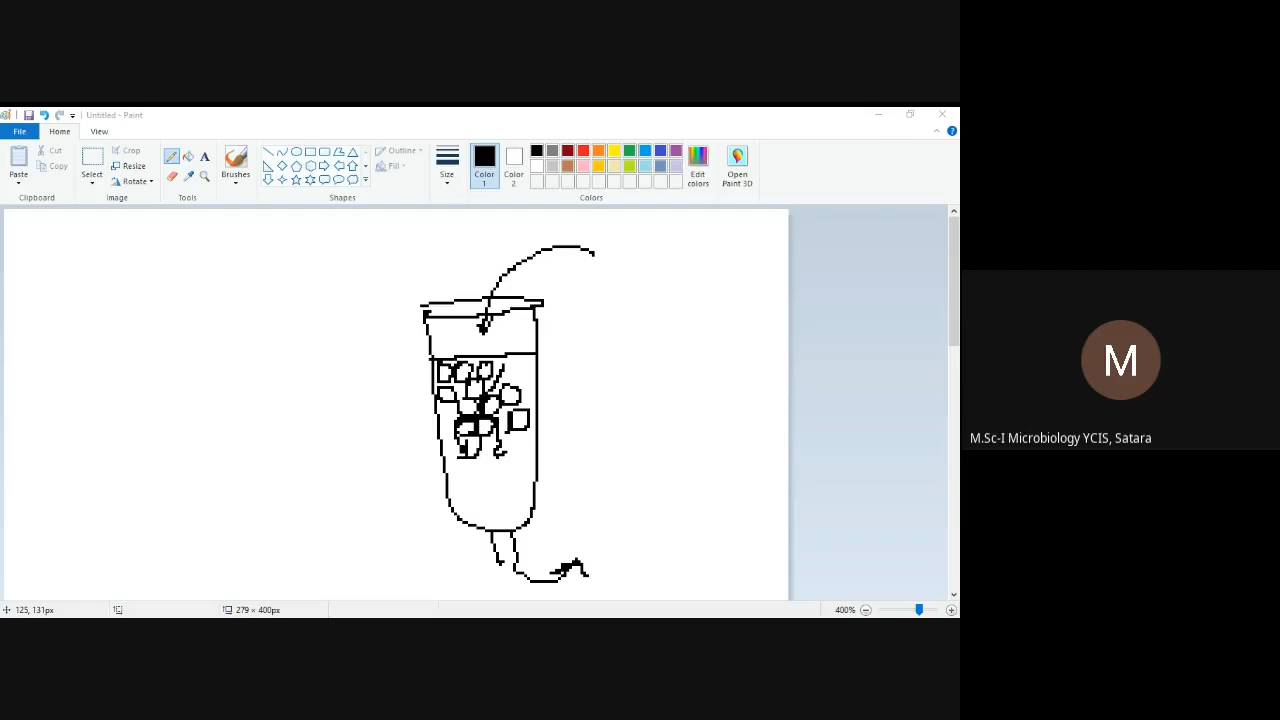 Untitled - Paint
File Home View
Cut Crop Outline
Copy Resize Fill
Paste Select Rotate Brushes Size Color 1 Color 2 Edit colors Open Paint 3D
Clipboard Image Tools Shapes Colors
M
M.Sc-I Microbiology YCIS, Satara
125, 131px 279 × 400px 400%